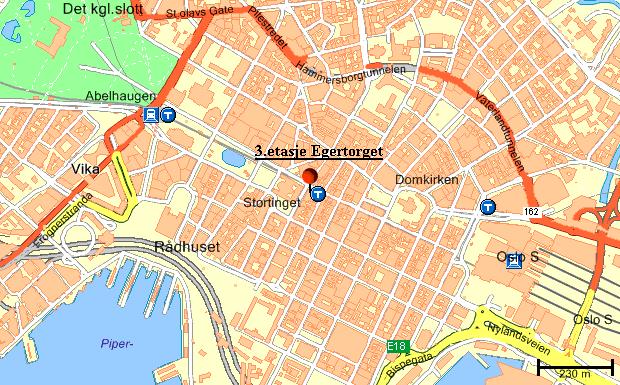 Det kgl.slott
St olavs Gate
Pilestredet
Hammersborgtunnelen
Abelhaugen
T
Vaterlandtunnelen
3.etasje Egertorget
Vika
Domkirken
T
Stortinget
T
162
Frognerstranda
Rådhuset
Oslo S
Oslo S
Piper-
E18
Nylandsveien
Bispegata
230 m